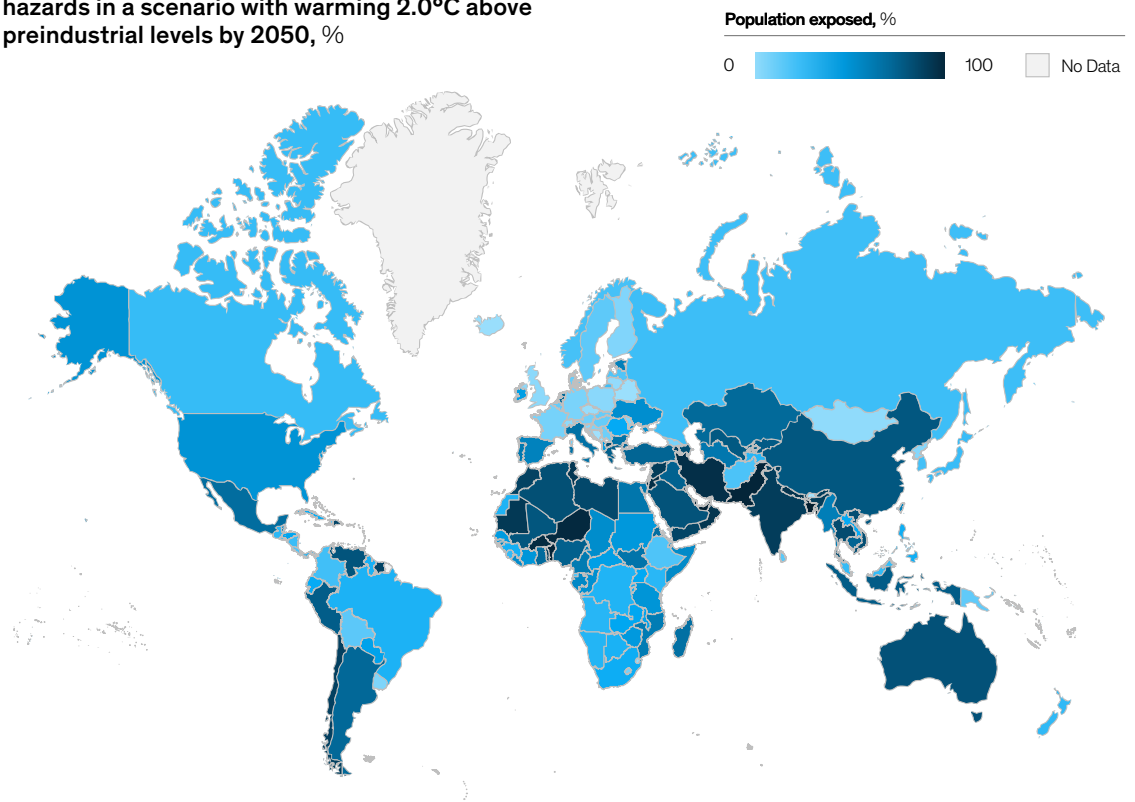 hazards in a scenario with warming 2.0°C above
preindustrial levels by 2050, %
Population exposed, %
0 100 No Data